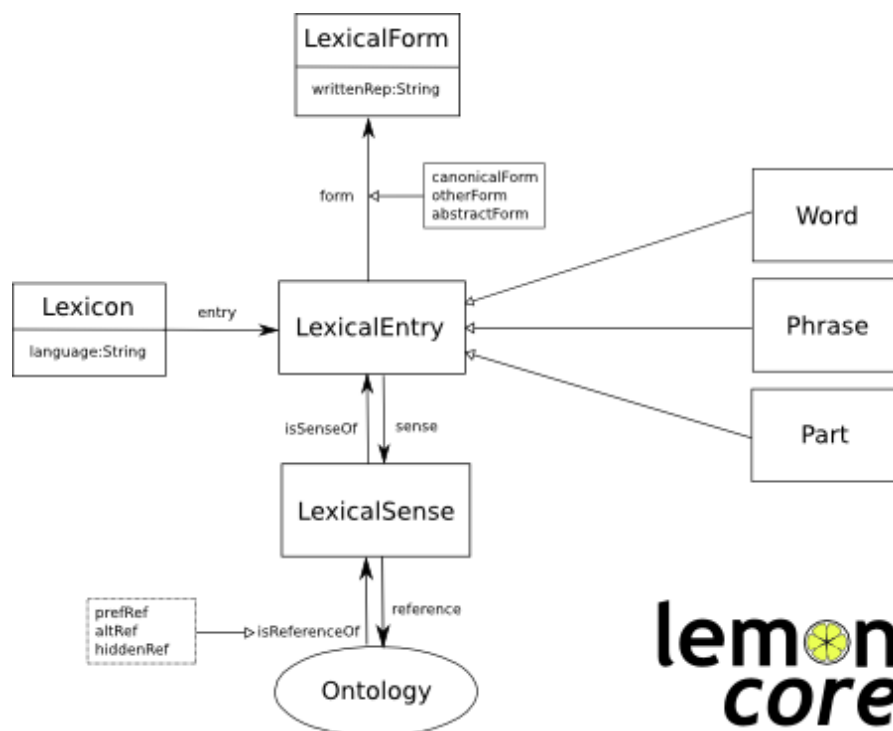 LexicalForm
writtenRep:String
form
canonicalForm
otherForm
abstractForm
Word
Lexicon
language:String
entry
LexicalEntry
Phrase
isSenseOf
sense
Part
LexicalSense
prefRef
altRef
hiddenRef
isReferenceOf
reference
Ontology
lemon
core